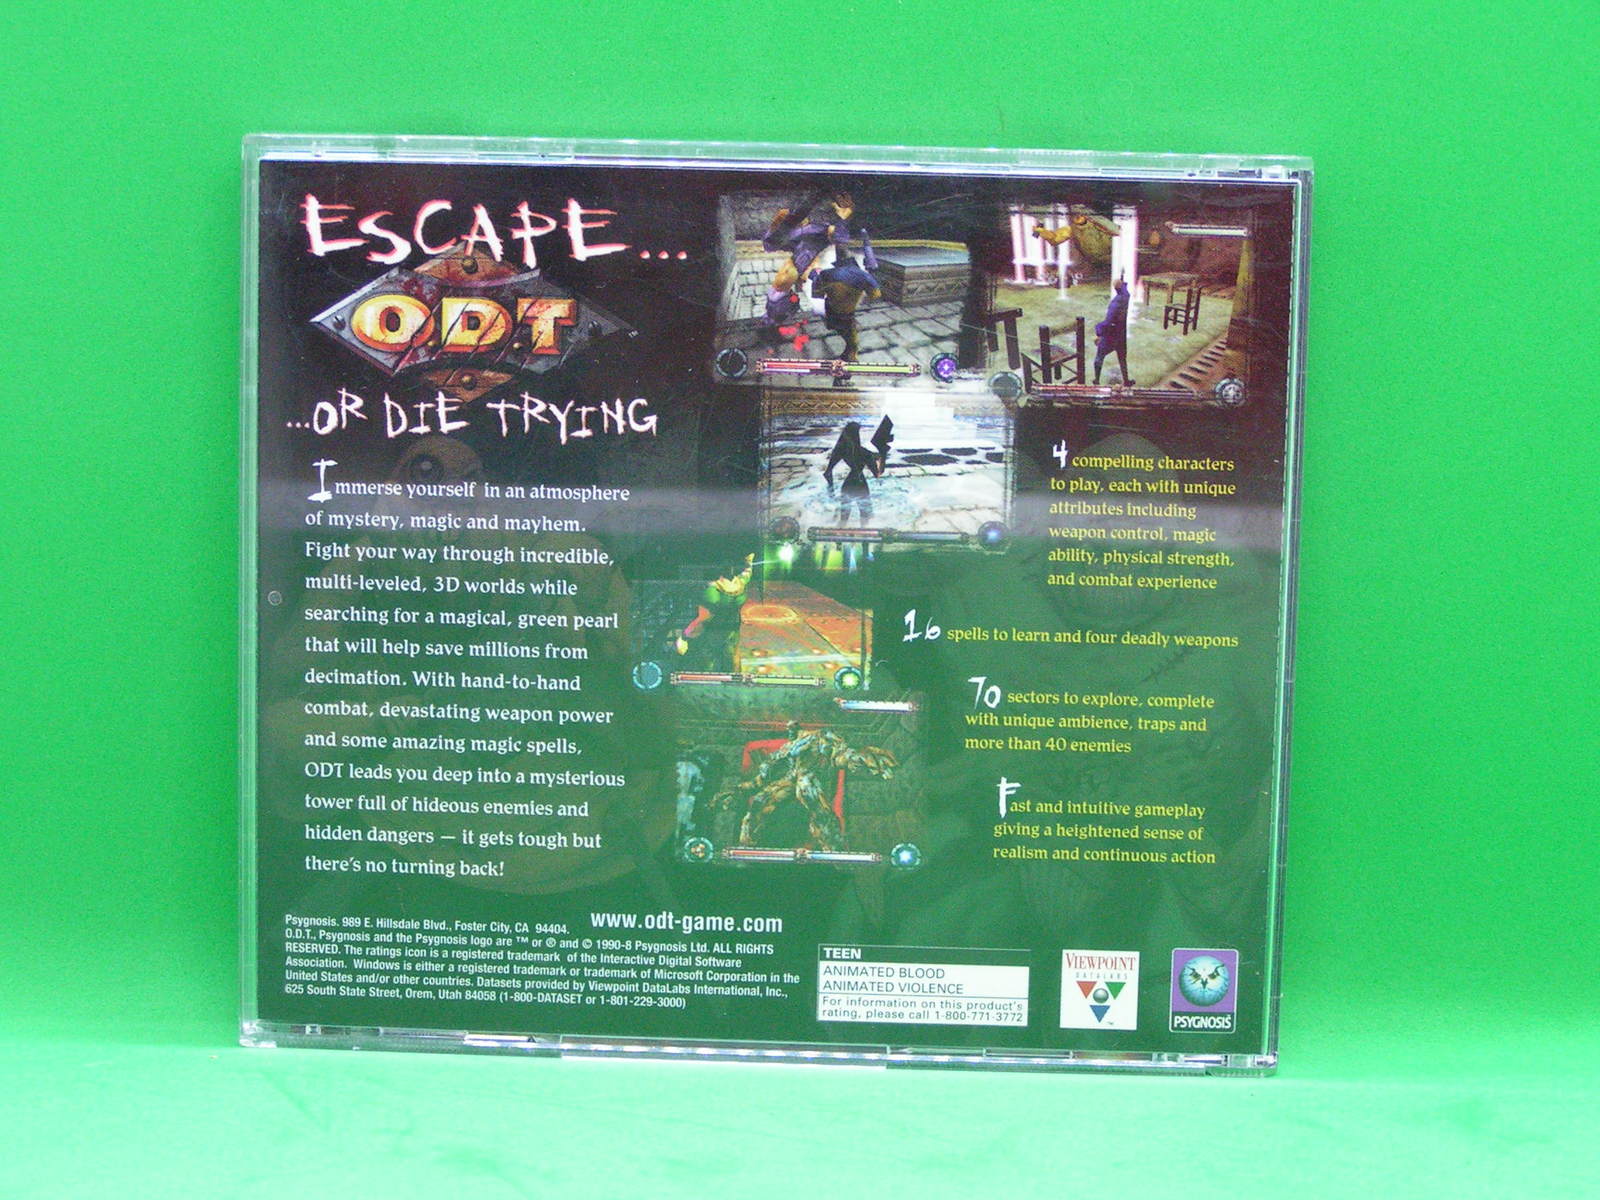 ESCAPE...
O.D.T
TM
...OR DIE TRYING
Immerse yourself in an atmosphere
of mystery, magic and mayhem.
Fight your way through incredible,
multi-leveled, 3D worlds while
searching for a magical, green pearl
that will help save millions from
decimation. With hand-to-hand
combat, devastating weapon power
and some amazing magic spells,
ODT leads you deep into a mysterious
tower full of hideous enemies and
hidden dangers — it gets tough but
there's no turning back!
4 compelling characters
to play, each with unique
attributes including
weapon control, magic
ability, physical strength,
and combat experience
16 spells to learn and four deadly weapons
70 sectors to explore, complete
with unique ambience, traps and
more than 40 enemies
Fast and intuitive gameplay
giving a heightened sense of
realism and continuous action
www.odt-game.com
Psygnosis. 989 E. Hillsdale Blvd., Foster City, CA 94404.
O.D.T., Psygnosis and the Psygnosis logo are ™ or ® and © 1990-8 Psygnosis Ltd. ALL RIGHTS
RESERVED. The ratings icon is a registered trademark of the Interactive Digital Software
Association. Windows is either a registered trademark or trademark of Microsoft Corporation in the
United States and/or other countries. Datasets provided by Viewpoint DataLabs International, Inc.,
625 South State Street, Orem, Utah 84058 (1-800-DATASET or 1-801-229-3000)
TEEN
ANIMATED BLOOD
ANIMATED VIOLENCE
For information on this product's
rating, please call 1-800-771-3772
VIEWPOINT
DATALABS
TM
PSYGNOSIS